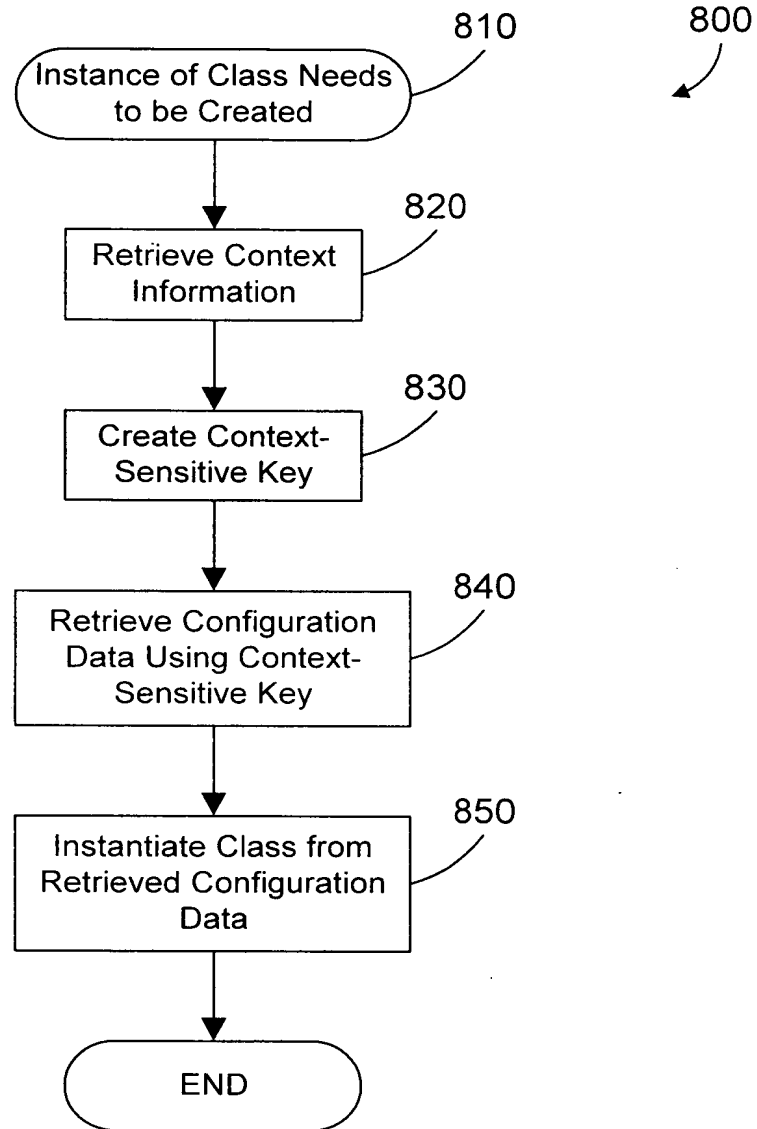 810
800
Instance of Class Needs
to be Created
820
Retrieve Context
Information
830
Create Context-
Sensitive Key
840
Retrieve Configuration
Data Using Context-
Sensitive Key
850
Instantiate Class from
Retrieved Configuration
Data
END